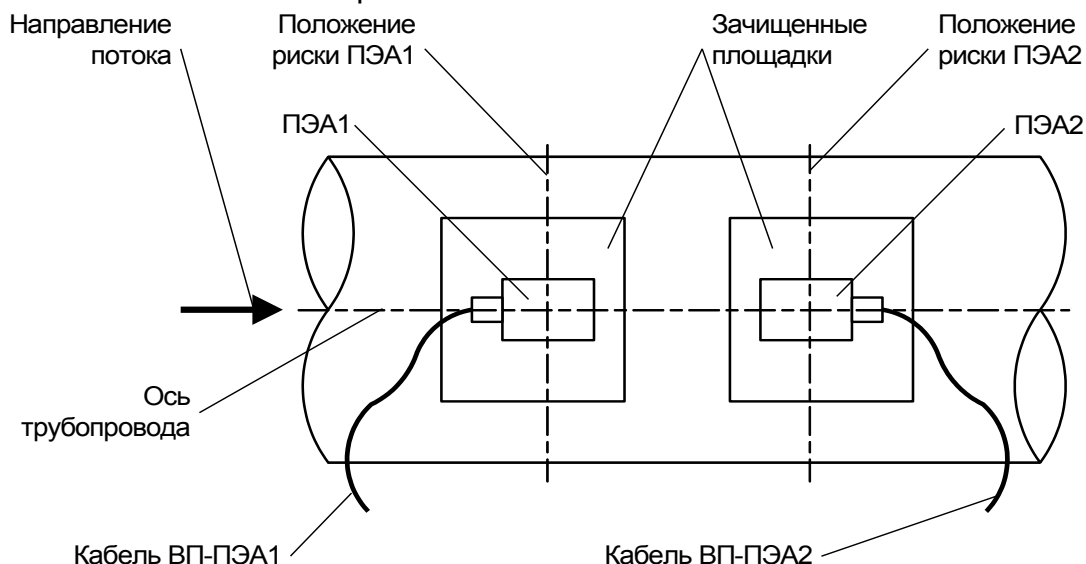 Направление
потока
Положение
риски ПЭА1
Зачищенные
площадки
Положение
риски ПЭА2
ПЭА1
ПЭА2
Ось
трубопровода
Кабель ВП-ПЭА1
Кабель ВП-ПЭА2